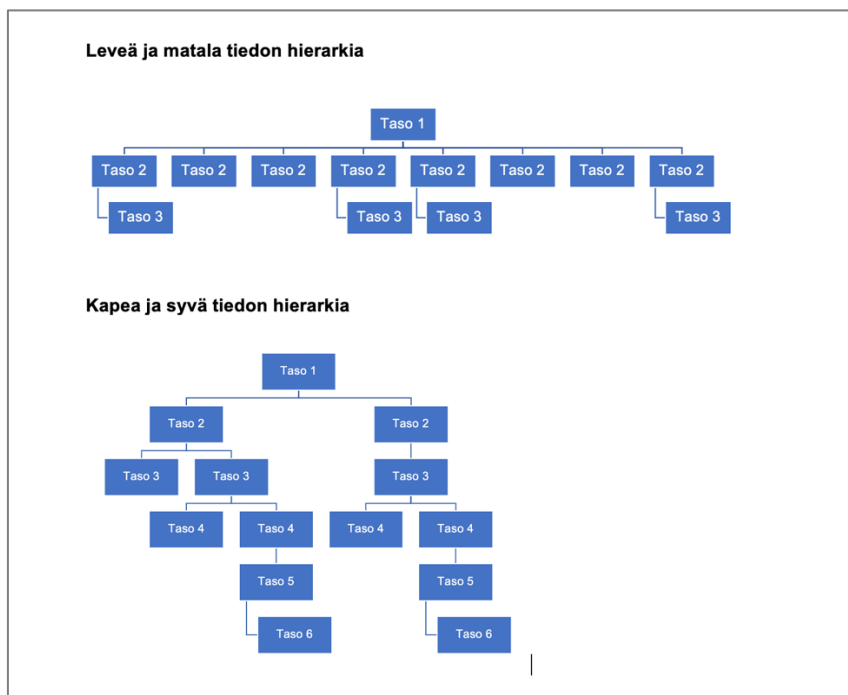 Leveä ja matala tiedon hierarkia
Taso 1
Taso 2 Taso 2 Taso 2 Taso 2 Taso 2 Taso 2 Taso 2 Taso 2
Taso 3 Taso 3 Taso 3 Taso 3
Kapea ja syvä tiedon hierarkia
Taso 1
Taso 2 Taso 2
Taso 3 Taso 3 Taso 3
Taso 4 Taso 4 Taso 4 Taso 4
Taso 5 Taso 5
Taso 6 Taso 6